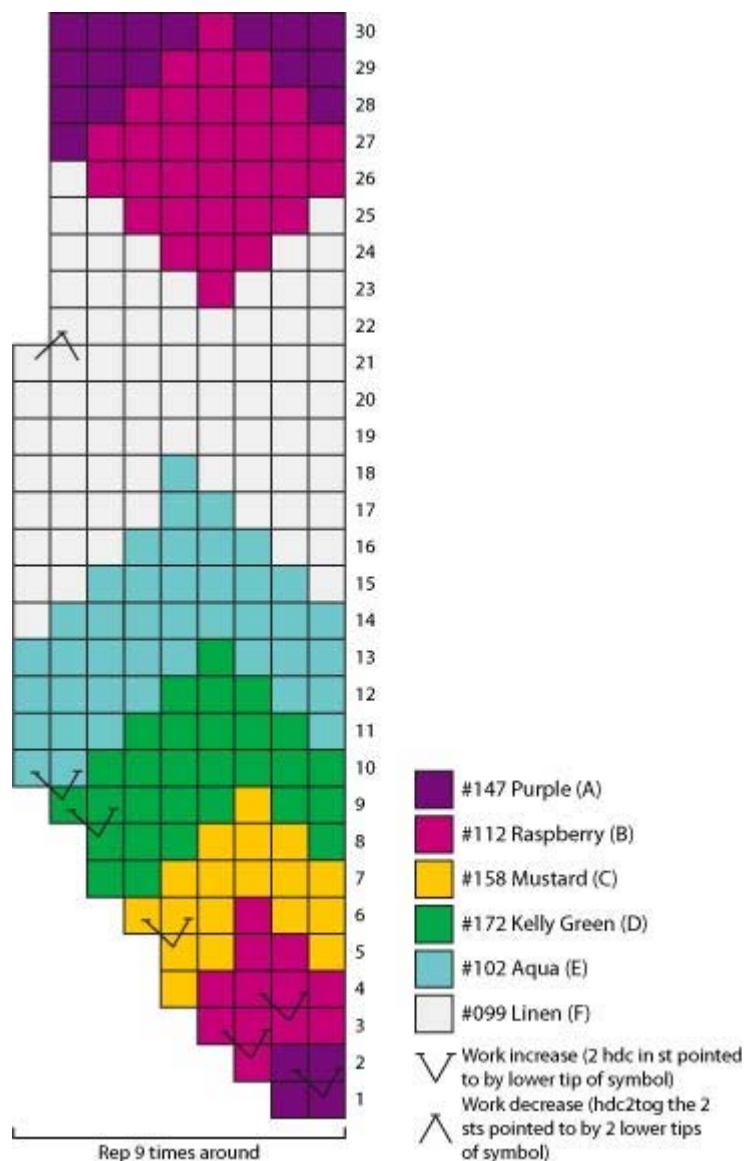 30
29
28
27
26
25
24
23
22
21
20
19
18
17
16
15
14
13
12
11
10
9
8
7
6
5
4
3
2
1
Rep 9 times around
#147 Purple (A)
#112 Raspberry (B)
#158 Mustard (C)
#172 Kelly Green (D)
#102 Aqua (E)
#099 Linen (F)
Work increase (2 hdc in st pointed
to by lower tip of symbol)
Work decrease (hdc2tog the 2
sts pointed to by 2 lower tips
of symbol)